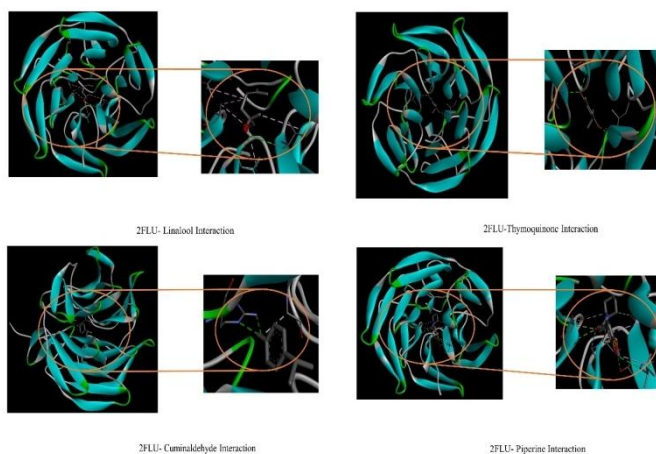 2FLU- Linalool Interaction
2FLU-Thymoquinone Interaction
2FLU- Cuminaldehyde Interaction
2FLU- Piperine Interaction